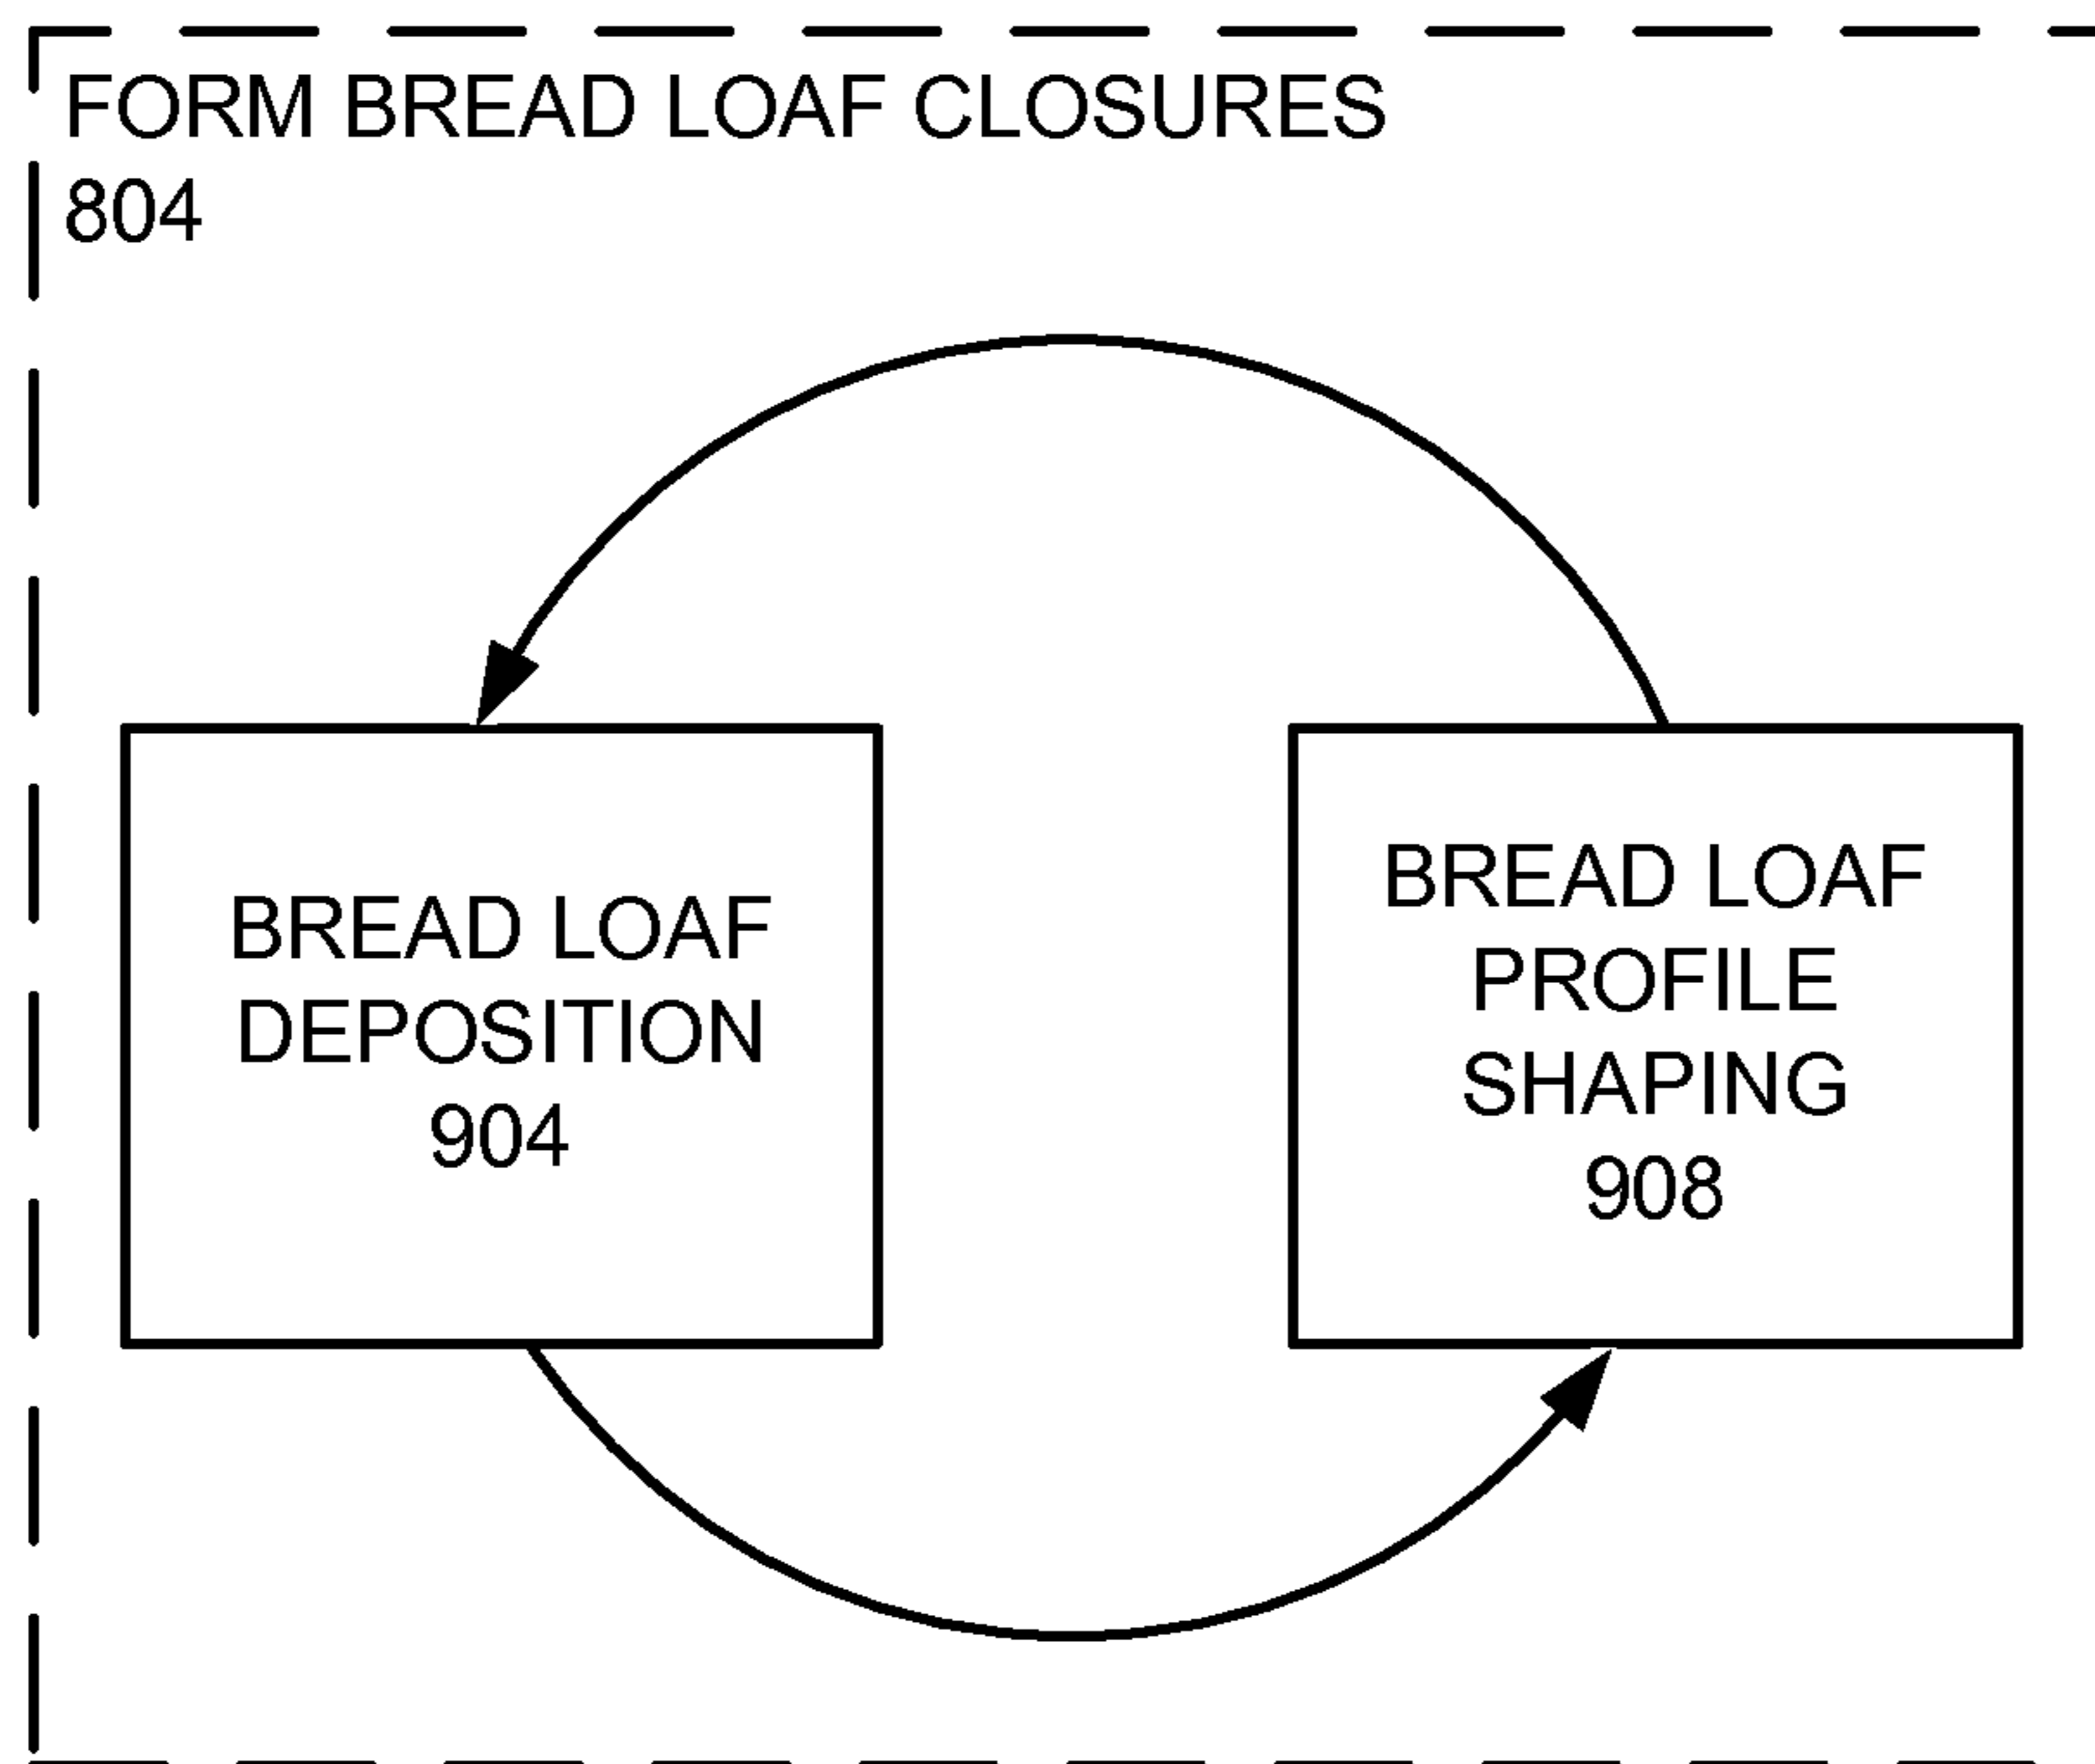 FORM BREAD LOAF CLOSURES
804
BREAD LOAF
DEPOSITION
904
BREAD LOAF
PROFILE
SHAPING
908